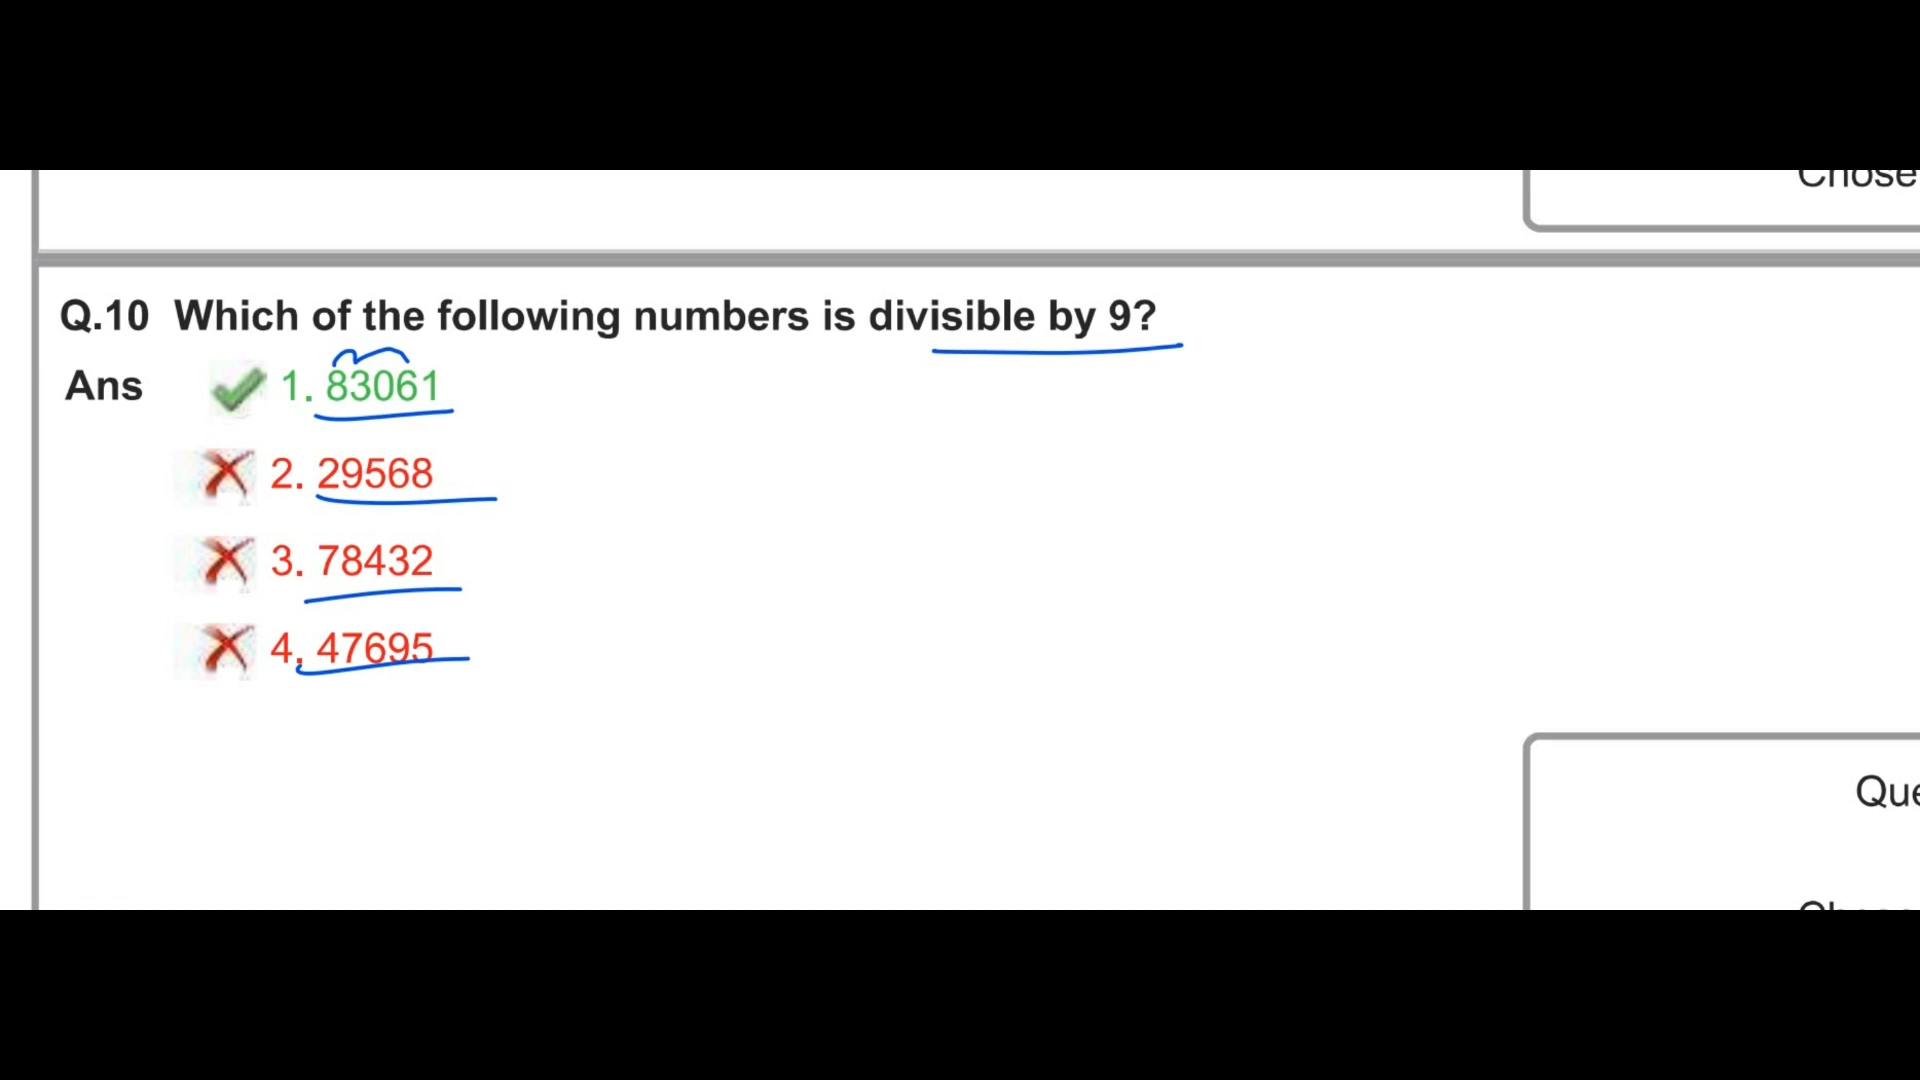 Chose
Q.10 Which of the following numbers is divisible by 9?
Ans 1. 83061
2. 29568
3. 78432
4. 47695
Que